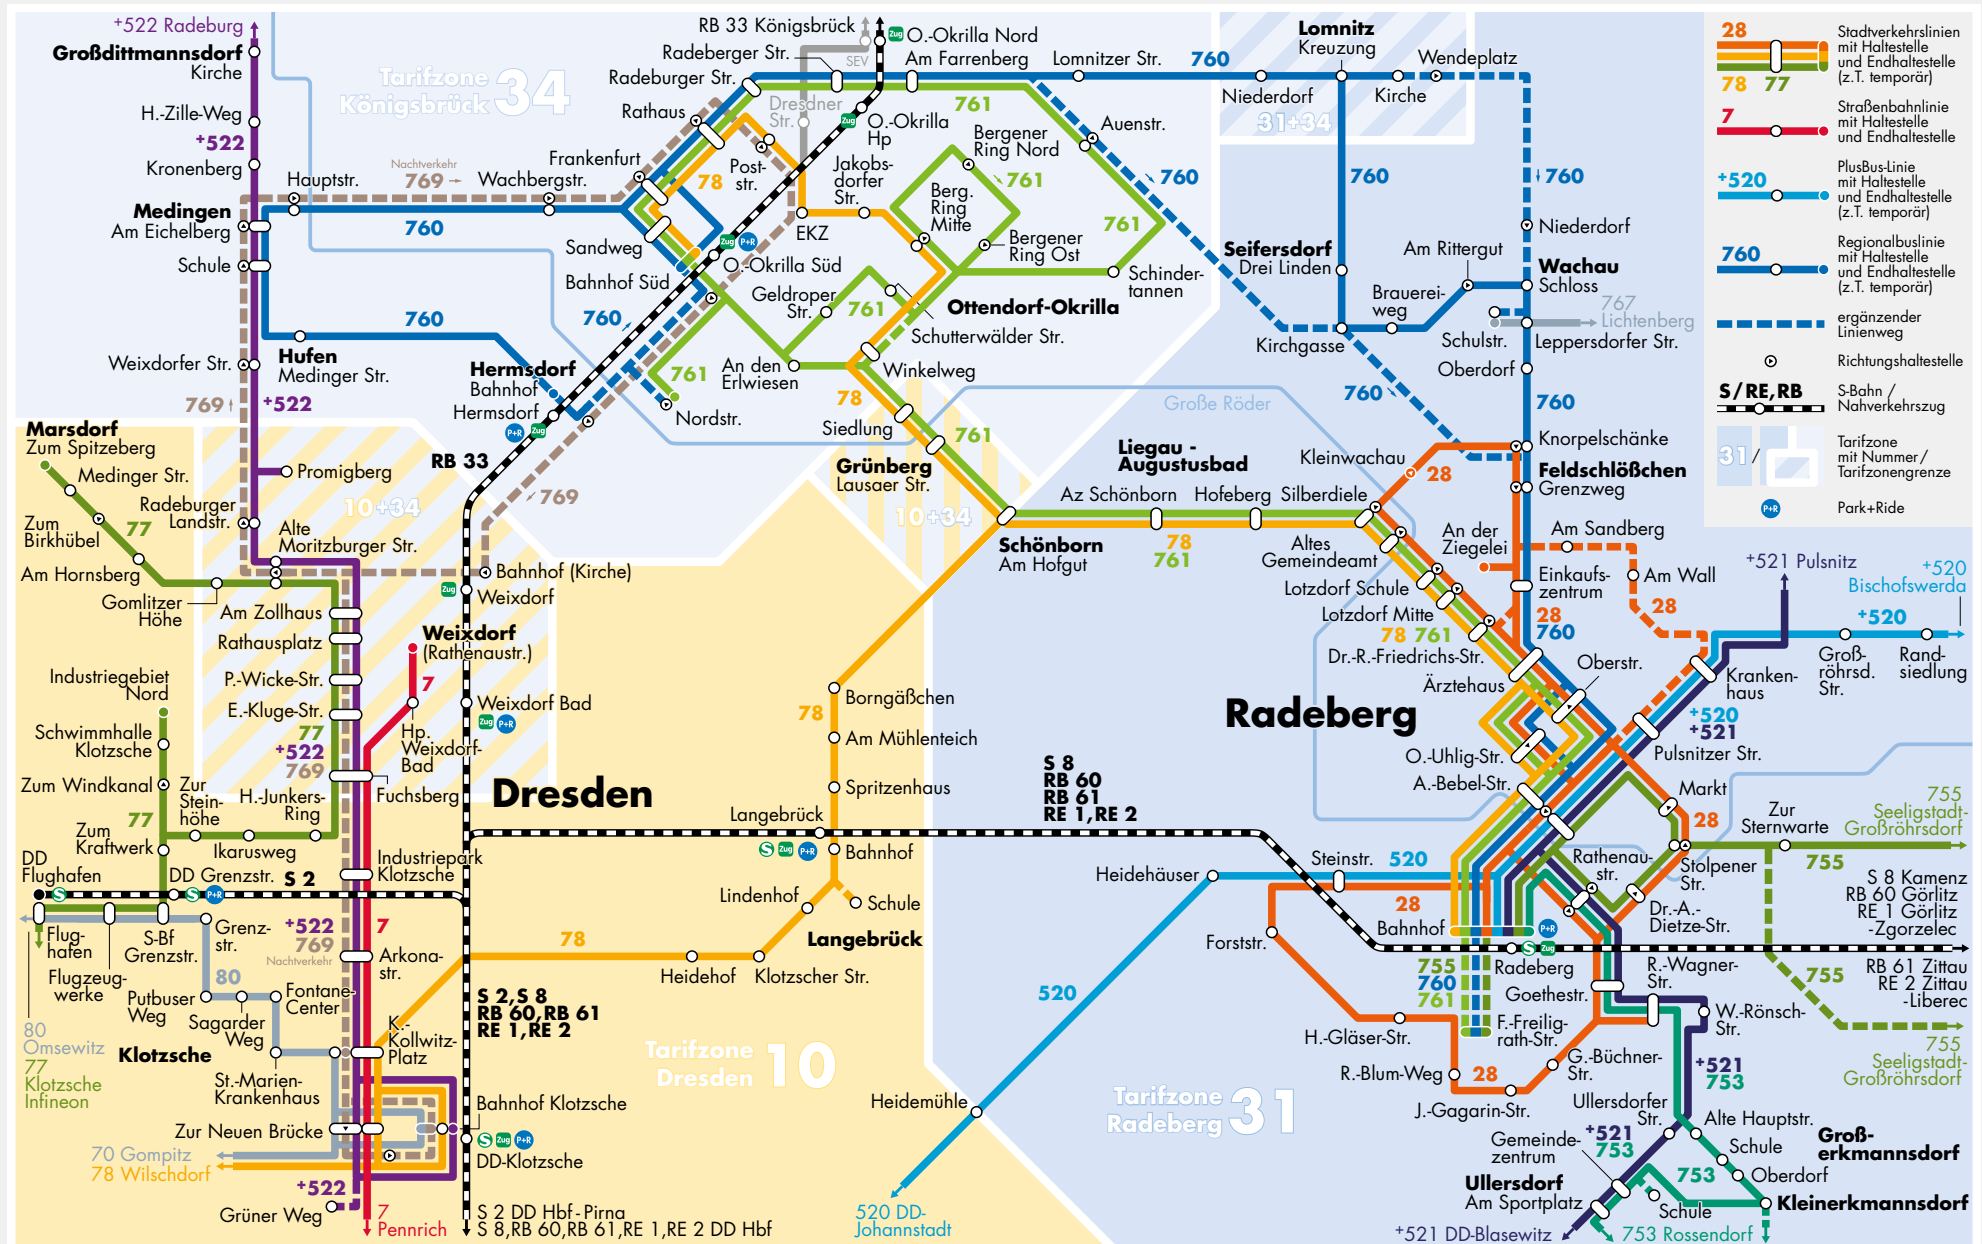 +522 Radeburg
Großdittmannsdorf
Kirche
H.-Zille-Weg
+522
Kronenberg
Tarifzone
Königsbrück 34
RB 33 Königsbrück
Radeberger Str.
SEV
Zug
O.-Okrilla Nord
Am Farrenberg
Lomnitzer Str.
760
Lomnitz
Kreuzung
Wendeplatz
Niederdorf
Kirche
31+34
Radeburger Str.
Rathaus
Dresdner
Str.
Zug
O.-Okrilla
Hp
761
Auenstr.
Bergener
Ring Nord
761
Frankenfurt
Nachtverkehr
769
Wachbergstr.
Hauptstr.
78
Post-
str.
Jakobs-
dorfer
Str.
Berg.
Ring
Mitte
761
760
760
760
Medingen
Am Eichelberg
760
Sandweg
Zug
P+R
EKZ
Bergener
Ring Ost
Schinder-
tannen
Seifersdorf
Drei Linden
Am Rittergut
Niederdorf
Wachau
Schloss
Schule
Bahnhof Süd
O.-Okrilla Süd
Geldroper
Str.
761
Ottendorf-Okrilla
Schutterwälder Str.
Brauerei-
weg
767
Lichtenberg
Schulstr.
Leppersdorfer Str.
Kirchgasse
Oberdorf
760
760
Weixdorfer Str.
Hufen
Medinger Str.
Hermsdorf
Bahnhof
Hermsdorf
P+R
Zug
An den
Erlwiesen
Winkelweg
761
Nordstr.
78
769
+522
760
760
Große Röder
Siedlung
761
Knorpelschänke
Marsdorf
Zum Spitzeberg
Medinger Str.
Promigberg
RB 33
769
Grünberg
Lausaer Str.
Liegau -
Augustusbad
Kleinwachau
28
Feldschlößchen
Grenzweg
Az Schönborn
Hofeberg
Silberdiele
Radeburger
Landstr.
10+34
10+34
Zum
Birkhübel
77
Alte
Moritzburger Str.
Am Hornsberg
Schönborn
Am Hofgut
78
761
Altes
Gemeindeamt
An der
Ziegelei
Am Sandberg
Einkaufs-
zentrum
Am Wall
28
+521 Pulsnitz
+520
Bischofswerda
Bahnhof (Kirche)
Zug
Weixdorf
Gomlitzer
Höhe
Am Zollhaus
Rathausplatz
Lotzdorf Schule
Lotzdorf Mitte
78
761
28
760
+520
Weixdorf
(Rathenaustr.)
7
Dr.-R.-Friedrichs-Str.
Ärztehaus
Oberstr.
Kranken-
haus
Groß-
röhrsd.
Str.
Rand-
siedlung
Industriegebiet
Nord
P.-Wicke-Str.
E.-Kluge-Str.
77
+522
769
Hp.
Weixdorf-
Bad
Weixdorf Bad
Zug
P+R
Borngäßchen
78
Am Mühlenteich
Radeberg
+520
+521
Pulsnitzer Str.
Schwimmhalle
Klotzsche
O.-Uhlig-Str.
A.-Bebel-Str.
Zum Windkanal
Zur
Stein-
höhe
H.-Junkers-
Ring
Fuchsberg
Dresden
Spritzenhaus
S 8
RB 60
RB 61
RE 1,RE 2
Markt
28
Zur
Sternwarte
755
Seeligstadt-
Großröhrsdorf
77
Zum
Kraftwerk
Ikarusweg
Langebrück
S
Zug
P+R
Bahnhof
755
Rathenau-
str.
Stolpener
Str.
DD
Flughafen
S
DD Grenzstr.
S
P+R
S 2
Industriepark
Klotzsche
Heidehäuser
Steinstr.
520
28
Lindenhof
Schule
Langebrück
Bahnhof
P+R
Dr.-A.-
Dietze-Str.
S 8 Kamenz
RB 60 Görlitz
RE 1 Görlitz
-Zgorzelec
Flug-
hafen
S-Bf
Grenzstr.
Grenz-
str.
+522
769
Nachtverkehr
7
Arkona-
str.
78
Heidehof
Klotzscher Str.
Forststr.
755
760
761
S
Zug
Radeberg
Goethestr.
R.-Wagner-
Str.
755
RB 61 Zittau
RE 2 Zittau
-Liberec
Flugzeug-
werke
80
Putbuser
Weg
Sagarder
Weg
Fontane-
Center
K.-
Kollwitz-
Platz
S 2,S 8
RB 60,RB 61
RE 1,RE 2
520
H.-Gläser-Str.
F.-Freilig-
rath-Str.
W.-Rönsch-
Str.
80
Omsewitz
77
Klotzsche
Infineon
Klotzsche
St.-Marien-
Krankenhaus
Tarifzone
Dresden 10
R.-Blum-Weg
28
G.-Büchner-
Str.
J.-Gagarin-Str.
+521
753
755
Seeligstadt-
Großröhrsdorf
Heidemühle
Tarifzone
Radeberg 31
Zur Neuen Brücke
Bahnhof Klotzsche
S
Zug
P+R
DD-Klotzsche
70 Gompitz
78 Wilschdorf
Ullersdorfer
Str.
Alte Hauptstr.
Schule
Oberdorf
Groß-
erkmannsdorf
Gemeinde-
zentrum
+521
753
753
Ullersdorf
Am Sportplatz
Schule
Kleinerkmannsdorf
+522
Grüner Weg
7
Pennrich
S 2 DD Hbf-Pirna
S 8,RB 60,RB 61,RE 1,RE 2 DD Hbf
520 DD-
Johannstadt
+521 DD-Blasewitz
753 Rossendorf
28
78
77
Stadtverkehrslinien
mit Haltestelle
und Endhaltestelle
(z.T. temporär)
7
Straßenbahnlinie
mit Haltestelle
und Endhaltestelle
+520
PlusBus-Linie
mit Haltestelle
und Endhaltestelle
(z.T. temporär)
760
Regionalbuslinie
mit Haltestelle
und Endhaltestelle
(z.T. temporär)
ergänzender
Linienweg
Richtungshaltestelle
S/RE,RB
S-Bahn /
Nahverkehrszug
31/
Tarifzone
mit Nummer/
Tarifzonengrenze
P+R
Park+Ride